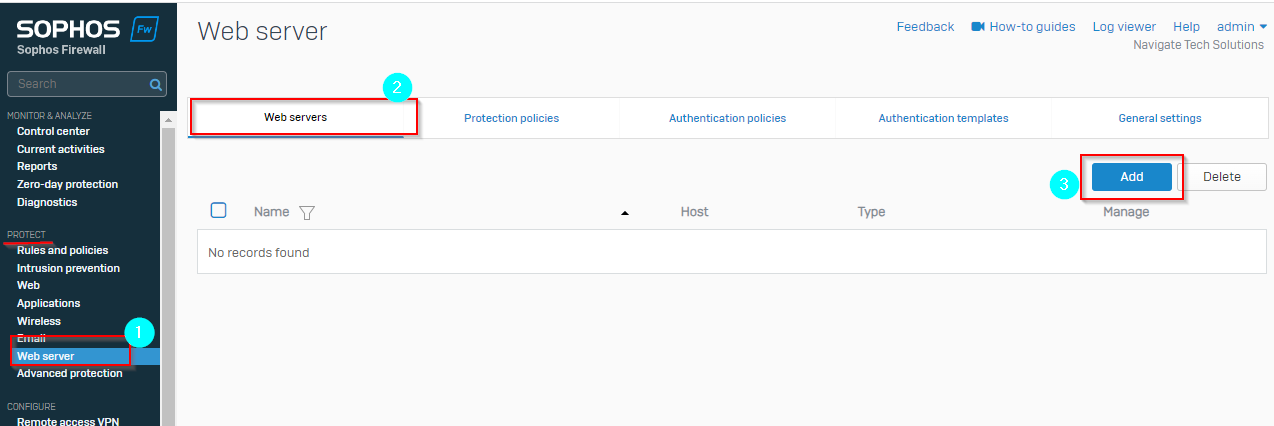 SOPHOS Fw
Sophos Firewall
Search
MONITOR & ANALYZE
Control center
Current activities
Reports
Zero-day protection
Diagnostics
PROTECT
Rules and policies
Intrusion prevention
Web
Applications
Wireless
Email
1
Web server
Advanced protection
CONFIGURE
Remote access VPN
Web server
Feedback How-to guides Log viewer Help admin
Navigate Tech Solutions
2
Web servers Protection policies Authentication policies Authentication templates General settings
3 Add Delete
Name Host Type Manage
No records found